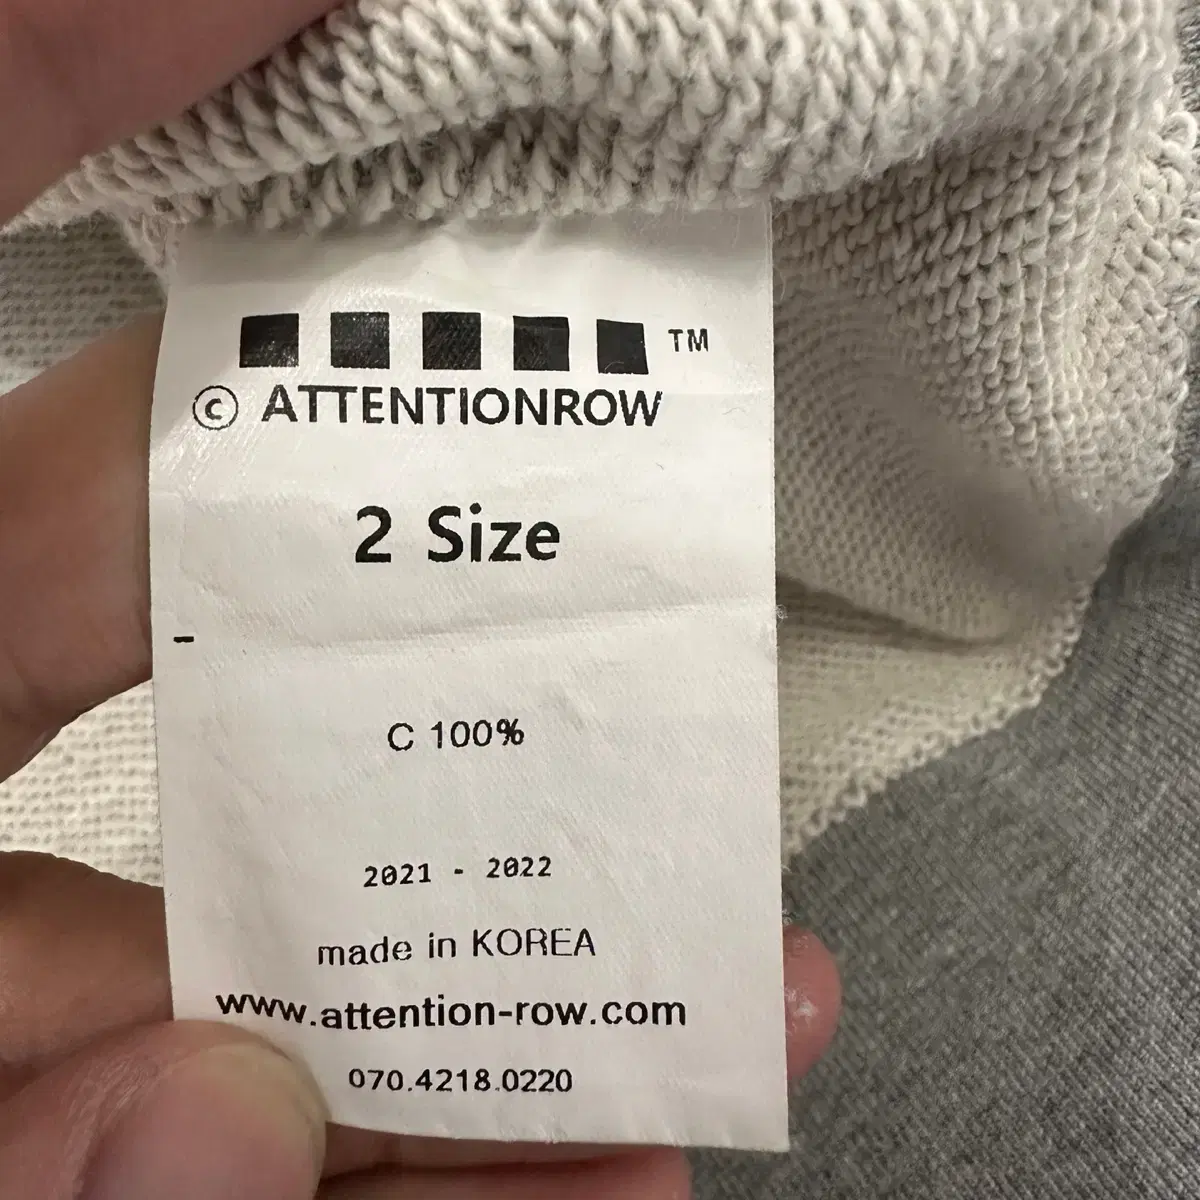 TM
© ATTENTIONROW
2 Size
-
C 100%
2021 - 2022
made in KOREA
www.attention-row.com
070.4218.0220